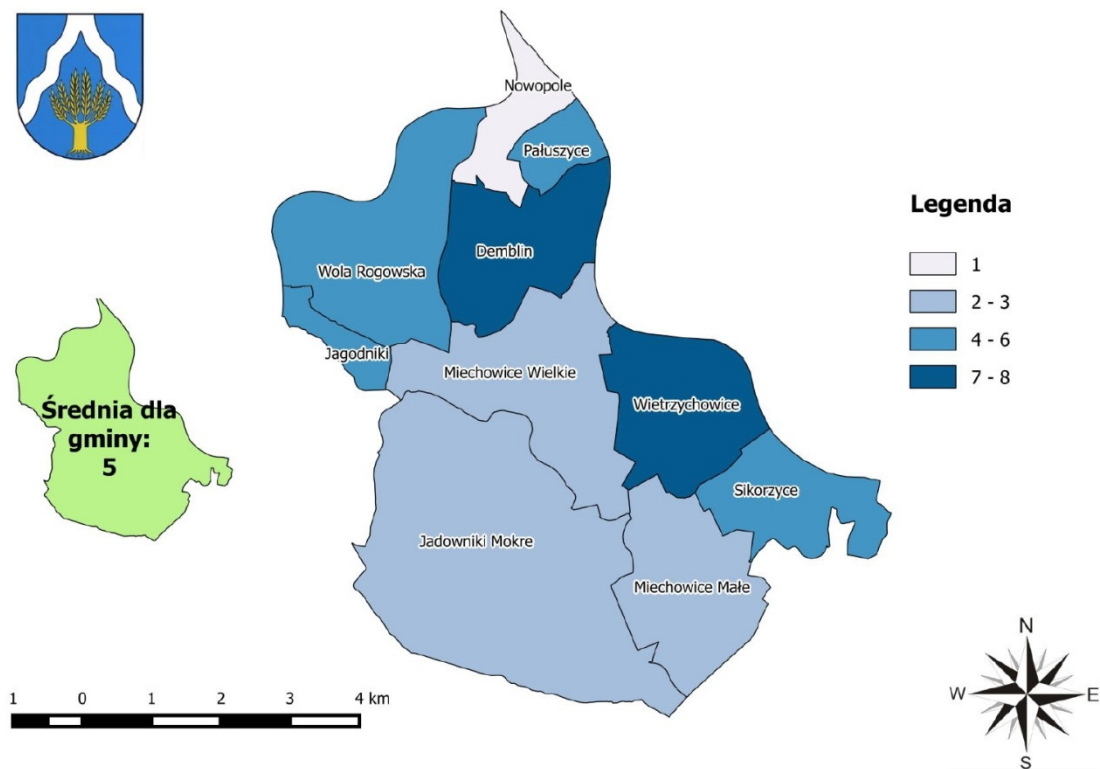 Nowopole
Pałuszyce
Demblin
Wola Rogowska
Jagodniki
Miechowice Wielkie
Wietrzychowice
Sikorzyce
Jadowniki Mokre
Miechowice Małe
Legenda
1
2 - 3
4 - 6
7 - 8
Średnia dla
gminy:
5
1 0 1 2 3 4 km
N
W E
S